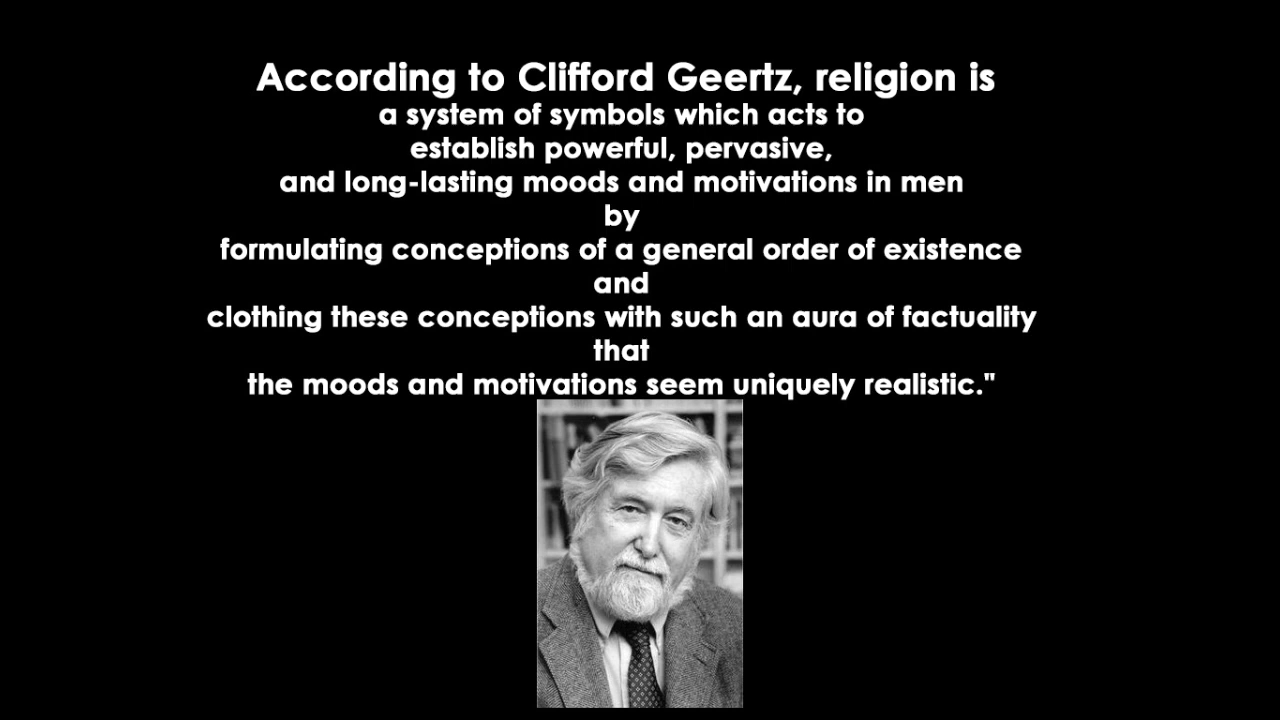 According to Clifford Geertz, religion is
a system of symbols which acts to
establish powerful, pervasive,
and long-lasting moods and motivations in men
by
formulating conceptions of a general order of existence
and
clothing these conceptions with such an aura of factuality
that
the moods and motivations seem uniquely realistic."